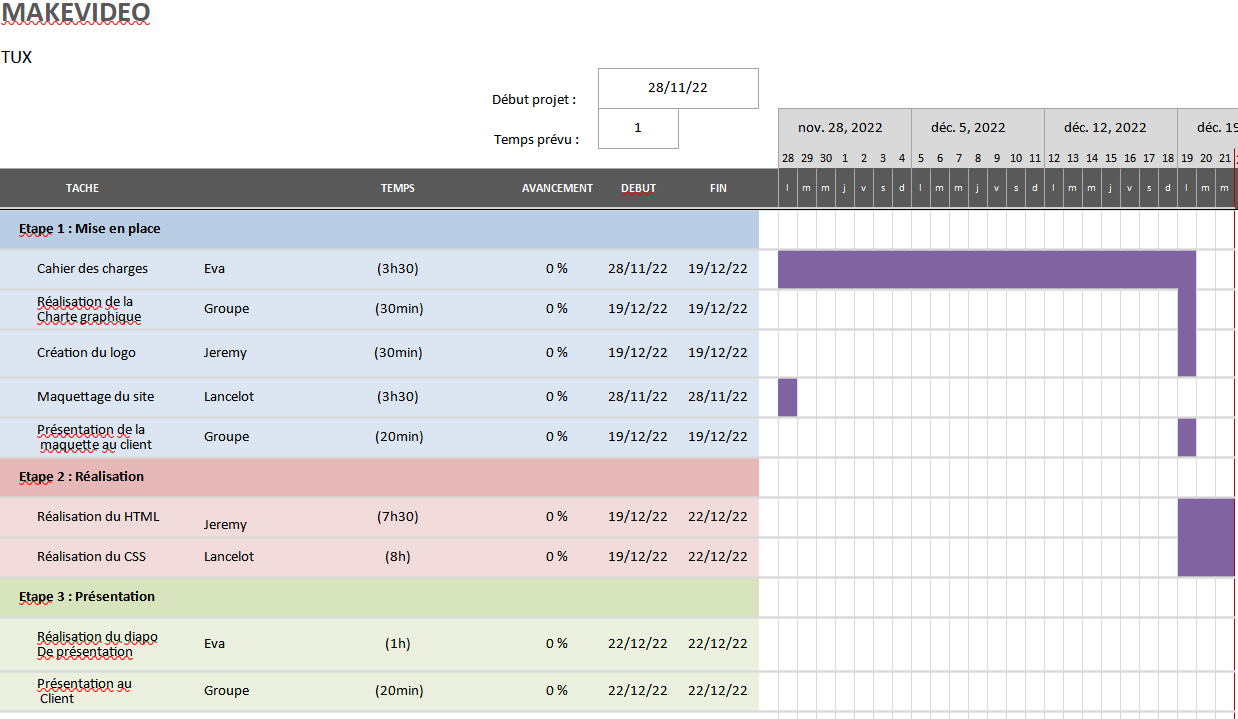 MAKEVIDEO
TUX
Début projet : 28/11/22
Temps prévu : 1
nov. 28, 2022 déc. 5, 2022 déc. 12, 2022 déc. 19
28 29 30 1 2 3 4 5 6 7 8 9 10 11 12 13 14 15 16 17 18 19 20 21
TACHE TEMPS AVANCEMENT DEBUT FIN l m m j v s d l m m j v s d l m m j v s d l m m
Etape 1 : Mise en place
Cahier des charges Eva (3h30) 0 % 28/11/22 19/12/22
Réalisation de la
Charte graphique Groupe (30min) 0 % 19/12/22 19/12/22
Création du logo Jeremy (30min) 0 % 19/12/22 19/12/22
Maquettage du site Lancelot (3h30) 0 % 28/11/22 28/11/22
Présentation de la
maquette au client Groupe (20min) 0 % 19/12/22 19/12/22
Etape 2 : Réalisation
Réalisation du HTML Jeremy (7h30) 0 % 19/12/22 22/12/22
Réalisation du CSS Lancelot (8h) 0 % 19/12/22 22/12/22
Etape 3 : Présentation
Réalisation du diapo
De présentation Eva (1h) 0 % 22/12/22 22/12/22
Présentation au
Client Groupe (20min) 0 % 22/12/22 22/12/22